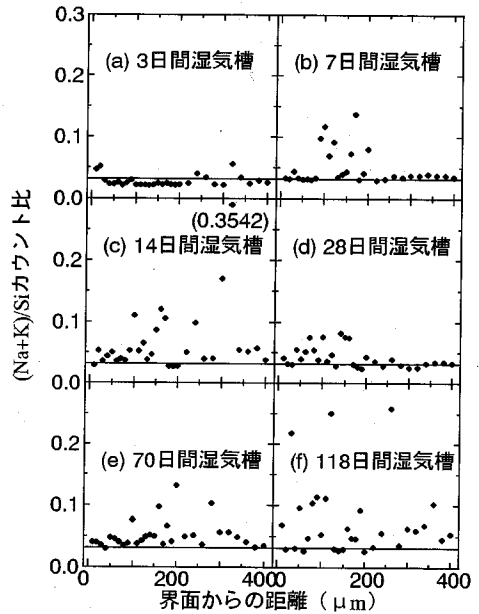 (Na+K)/Siカウント比
0.3
(a) 3日間湿気槽
(b) 7日間湿気槽
0.2
0.1
0.0
(0.3542)
(c) 14日間湿気槽
(d) 28日間湿気槽
0.2
0.1
0.0
(e) 70日間湿気槽
(f) 118日間湿気槽
0.2
0.1
0.0
0 200 400 0 200 400
界面からの距離 (μm)